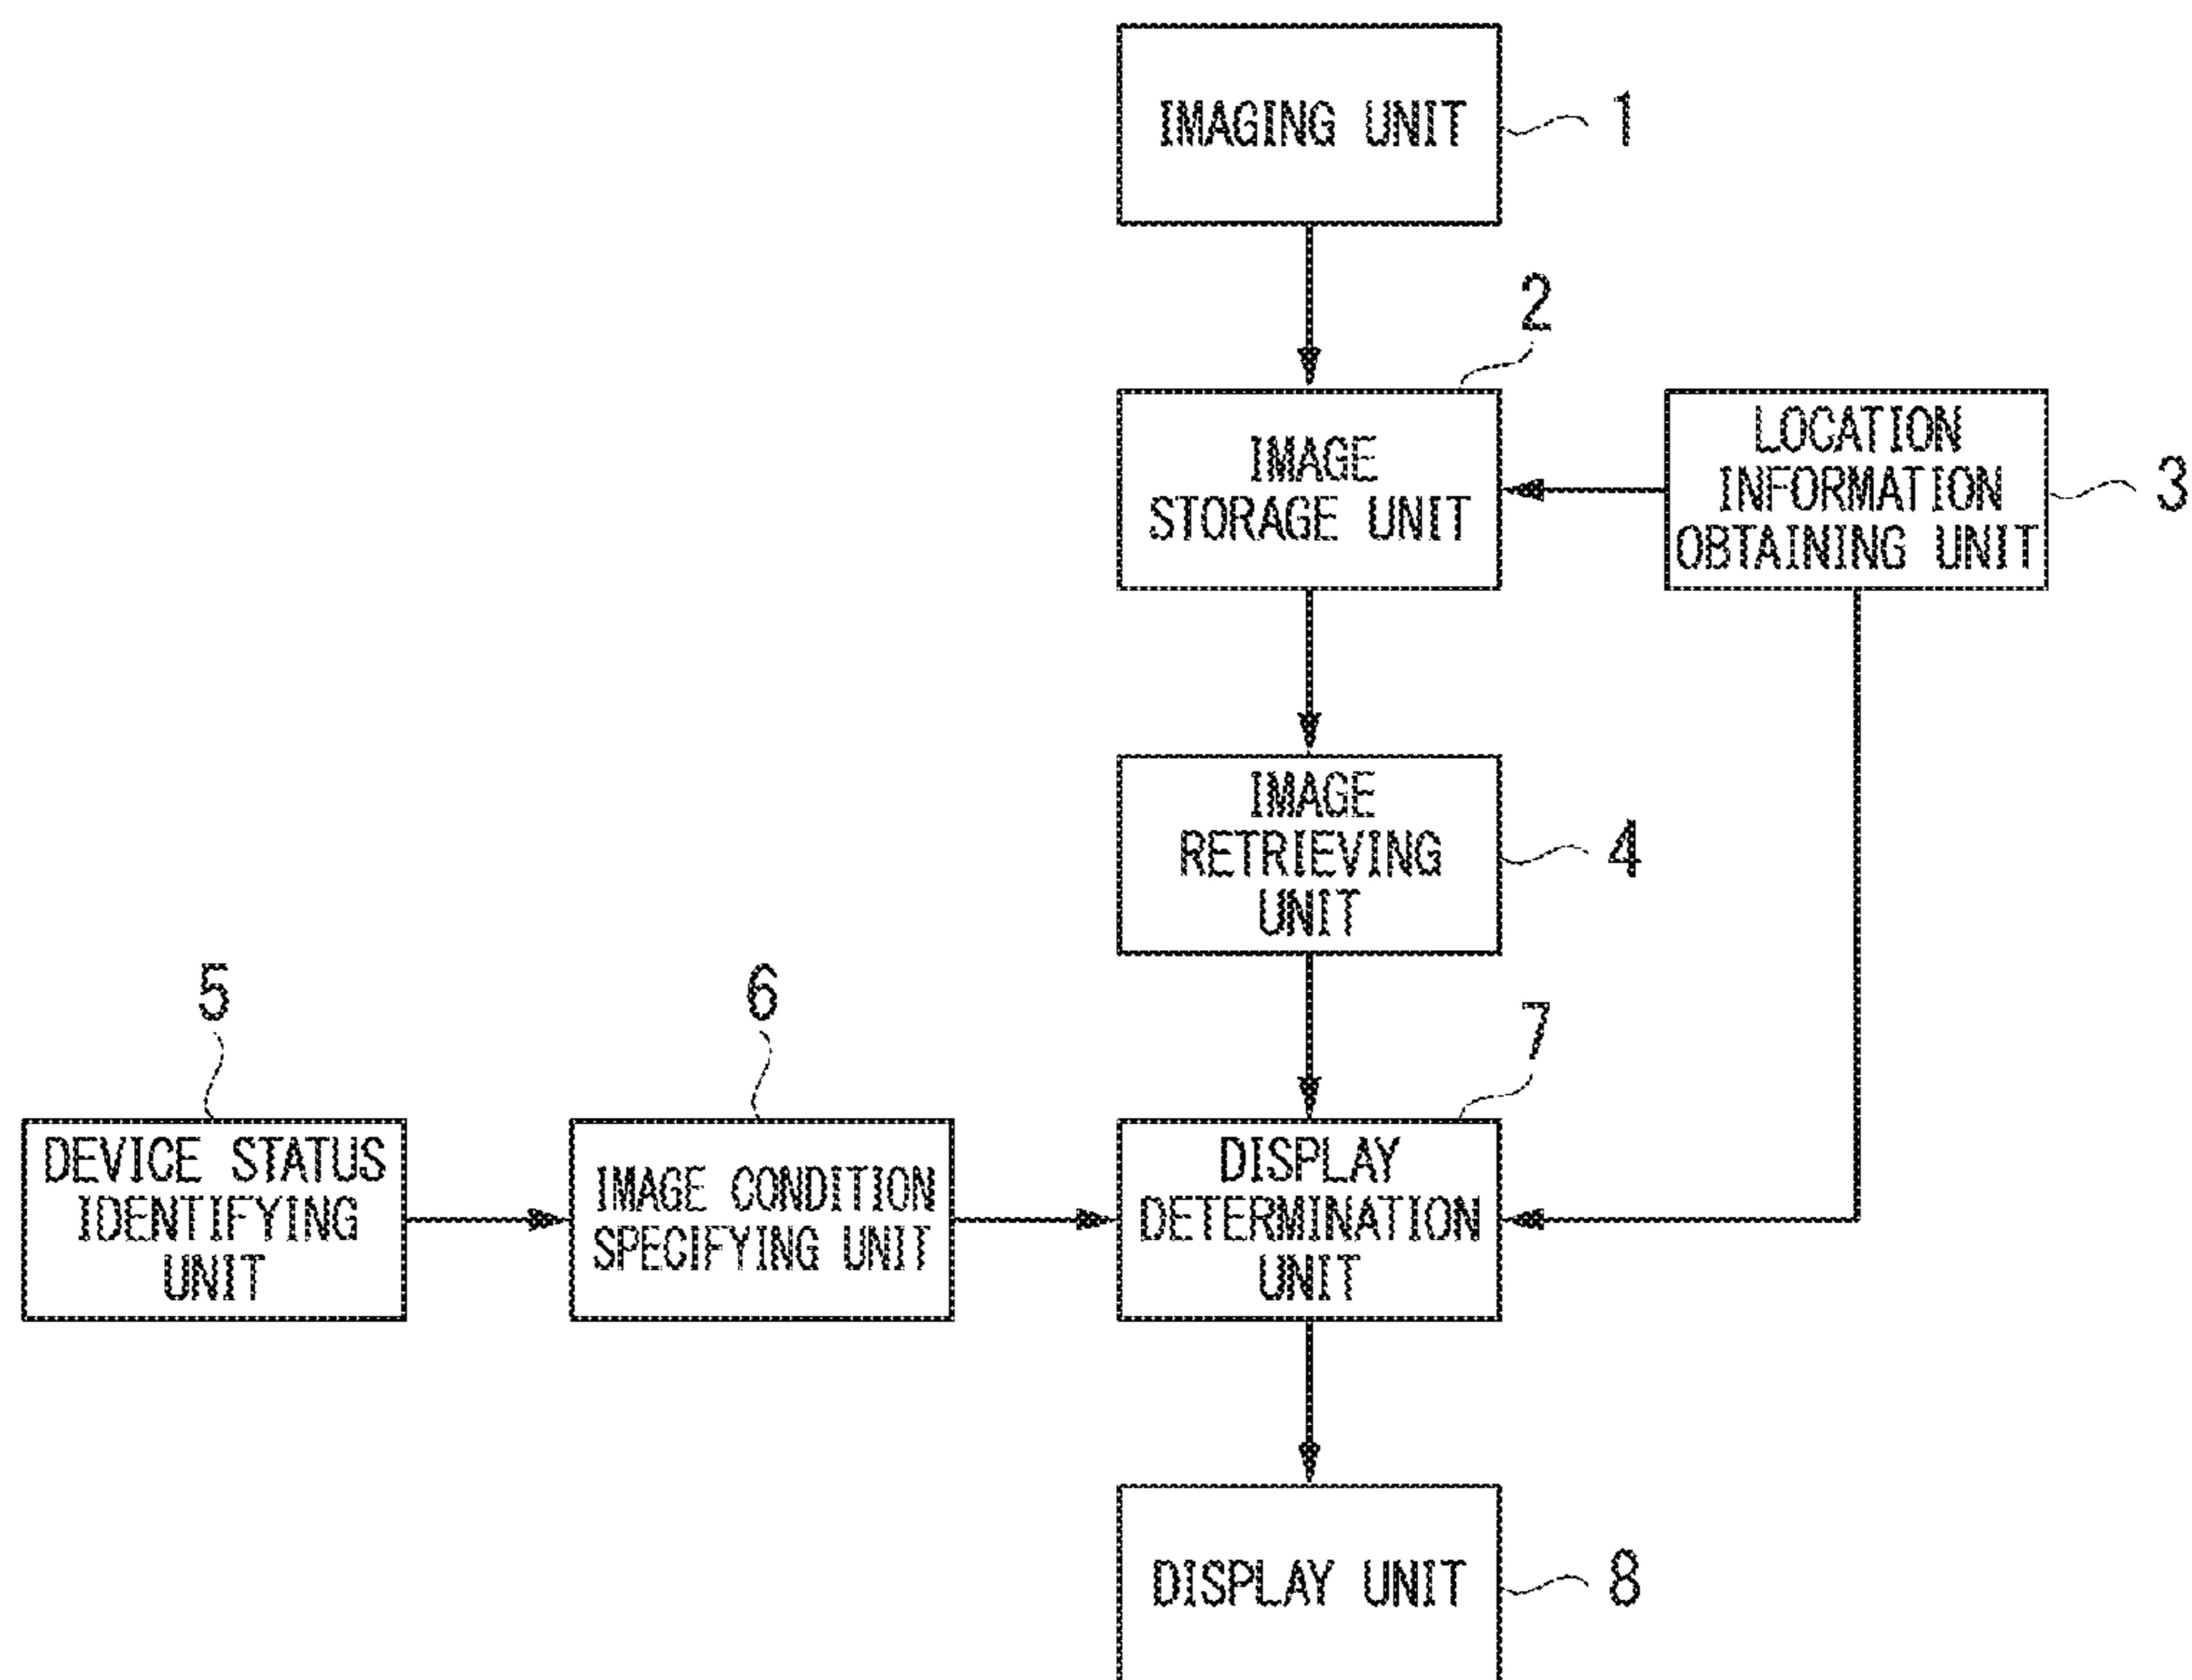 IMAGING UNIT
1
2
IMAGE
STORAGE UNIT
LOCATION
INFORMATION
OBTAINING UNIT
3
IMAGE
RETRIEVING
UNIT
4
5
DEVICE STATUS
IDENTIFYING
UNIT
6
IMAGE CONDITION
SPECIFYING UNIT
7
DISPLAY
DETERMINATION
UNIT
DISPLAY UNIT
8